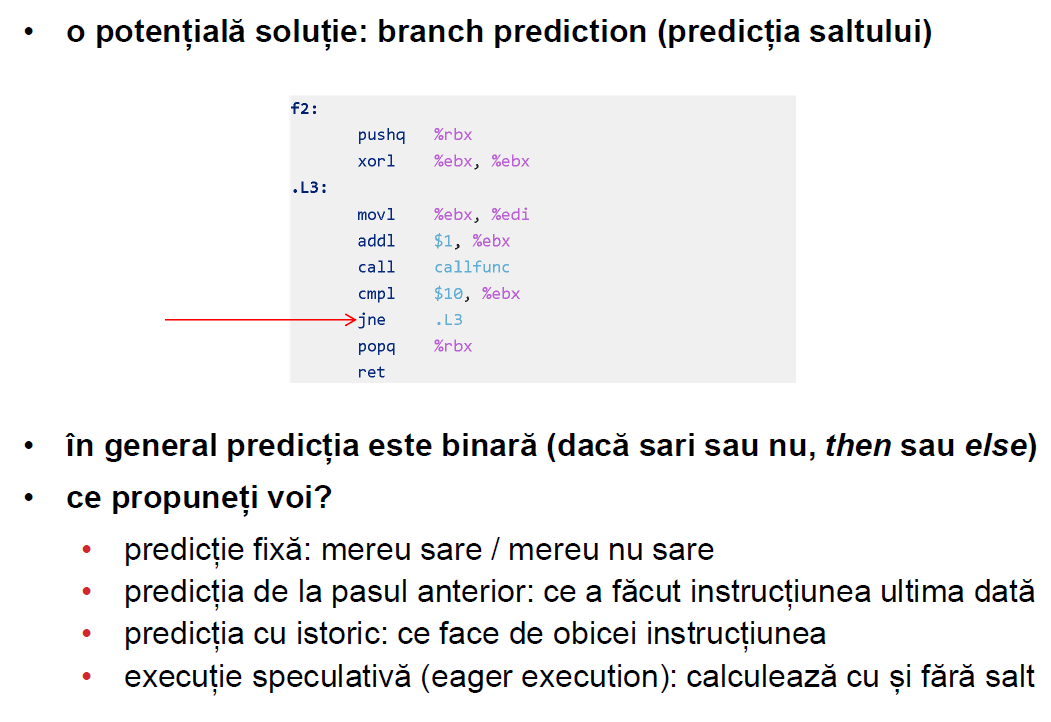 • o potențială soluție: branch prediction (predicția saltului)
f2:
pushq %rbx
xorl %ebx, %ebx
.L3:
movl %ebx, %edi
addl $1, %ebx
call callfunc
cmpl $10, %ebx
jne .L3
popq %rbx
ret
• în general predicția este binară (dacă sari sau nu, then sau else)
• ce propuneți voi?
• predicție fixă: mereu sare / mereu nu sare
• predicția de la pasul anterior: ce a făcut instrucțiunea ultima dată
• predicția cu istoric: ce face de obicei instrucțiunea
• execuție speculativă (eager execution): calculează cu și fără salt